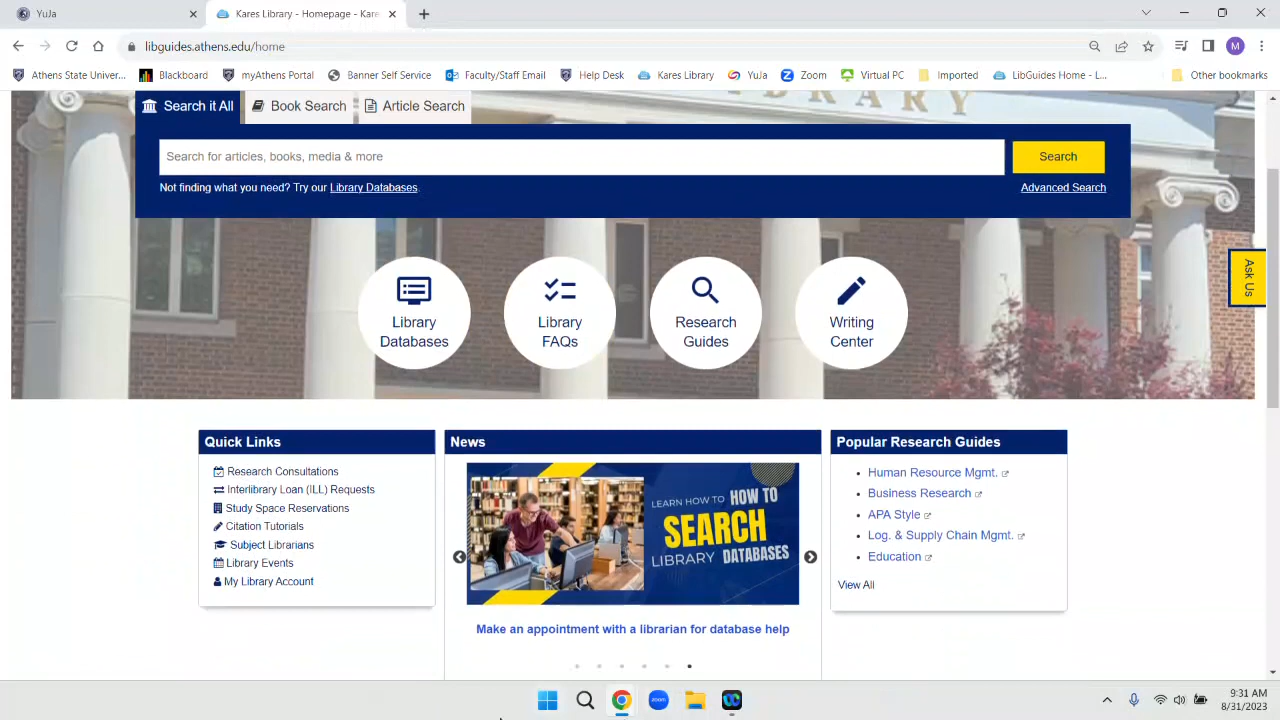 YuJa
Kares Library - Homepage - Kare
libguides.athens.edu/home
M
Athens State Univer...
Blackboard
myAthens Portal
Banner Self Service
Faculty/Staff Email
Help Desk
Kares Library
YuJa
Zoom
Virtual PC
Imported
LibGuides Home - L...
Other bookmarks
LIBRARY
Search it All
Book Search
Article Search
Search for articles, books, media & more
Search
Not finding what you need? Try our Library Databases.
Advanced Search
Ask Us
Library
Databases
Library
FAQs
Research
Guides
Writing
Center
Quick Links
Research Consultations
Interlibrary Loan (ILL) Requests
Study Space Reservations
Citation Tutorials
Subject Librarians
Library Events
My Library Account
News
LEARN HOW TO HOW TO
SEARCH
LIBRARY DATABASES
Make an appointment with a librarian for database help
Popular Research Guides
Human Resource Mgmt.
Business Research
APA Style
Log. & Supply Chain Mgmt.
Education
View All
zoom
9:31 AM
8/31/2023